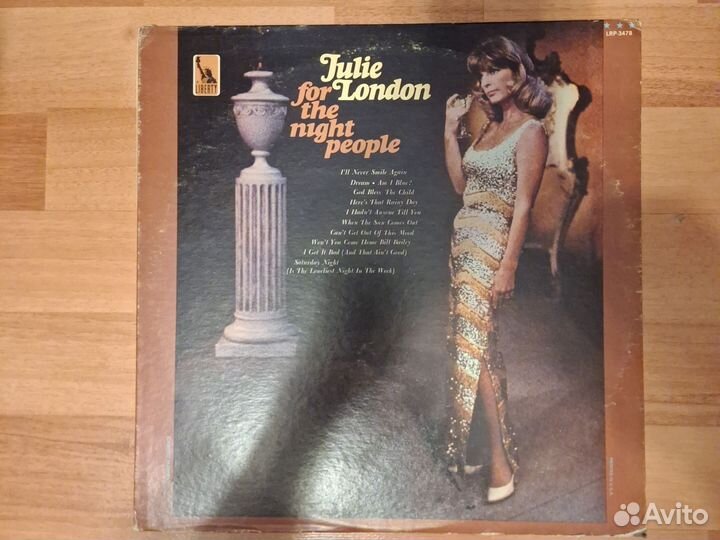 LRP-3478
LIBERTY
Julie
London
for
the
night
people
I'll Never Smile Again
Dream • Am I Blue?
God Bless The Child
Here's That Rainy Day
I Hadn't Anyone Till You
When The Sun Comes Out
Can't Get Out Of This Mood
Won't You Come Home Bill Bailey
I Got It Bad (And That Ain't Good)
Saturday Night
(Is The Loneliest Night In The Week)
Avito